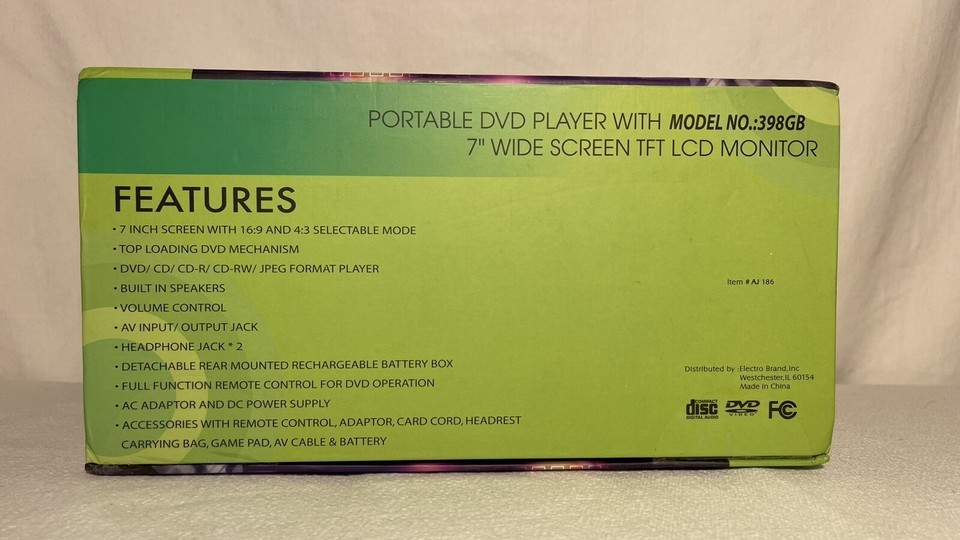 PORTABLE DVD PLAYER WITH MODEL NO.:398GB
7" WIDE SCREEN TFT LCD MONITOR
FEATURES
• 7 INCH SCREEN WITH 16:9 AND 4:3 SELECTABLE MODE
• TOP LOADING DVD MECHANISM
• DVD/ CD/ CD-R/ CD-RW/ JPEG FORMAT PLAYER
• BUILT IN SPEAKERS
• VOLUME CONTROL
• AV INPUT/ OUTPUT JACK
• HEADPHONE JACK * 2
• DETACHABLE REAR MOUNTED RECHARGEABLE BATTERY BOX
• FULL FUNCTION REMOTE CONTROL FOR DVD OPERATION
• AC ADAPTOR AND DC POWER SUPPLY
• ACCESSORIES WITH REMOTE CONTROL, ADAPTOR, CARD CORD, HEADREST
CARRYING BAG, GAME PAD, AV CABLE & BATTERY
Item # AJ 186
Distributed by :Electro Brand,Inc
Westchester,IL 60154
Made in China
COMPACT disc DIGITAL AUDIO
DVD VIDEO
FC